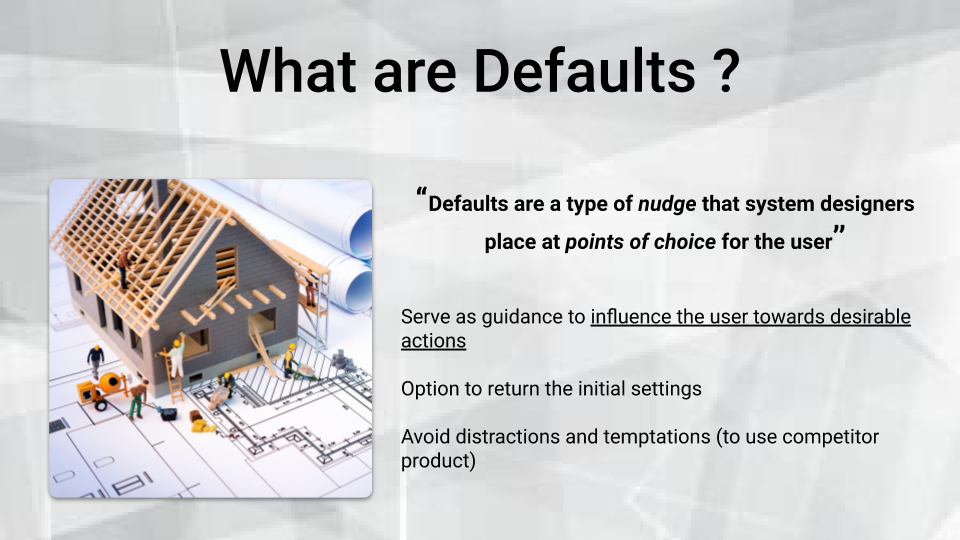 What are Defaults ?
“Defaults are a type of nudge that system designers
place at points of choice for the user”
Serve as guidance to influence the user towards desirable
actions
Option to return the initial settings
Avoid distractions and temptations (to use competitor
product)